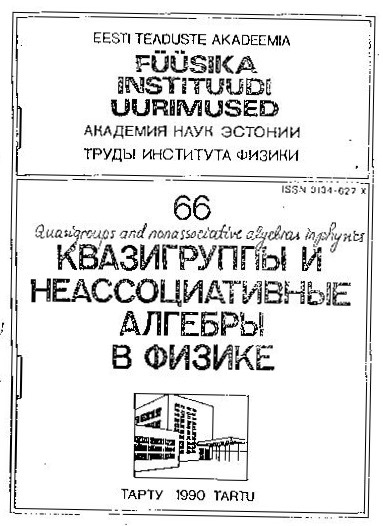 EESTI TEADUSTE AKADEEMIA
FÜÜSIKA
INSTITUUDI
UURIMUSED
АКАДЕМИЯ НАУК ЭСТОНИИ
ТРУДЫ ИНСТИТУТА ФИЗИКИ
ISSN 0134-627 X
66
Quasigroups and nonassociative algebras in physics
КВАЗИГРУППЫ И
НЕАССОЦИАТИВНЫЕ
АЛГЕБРЫ
В ФИЗИКЕ
ТАРТУ 1990 TARTU